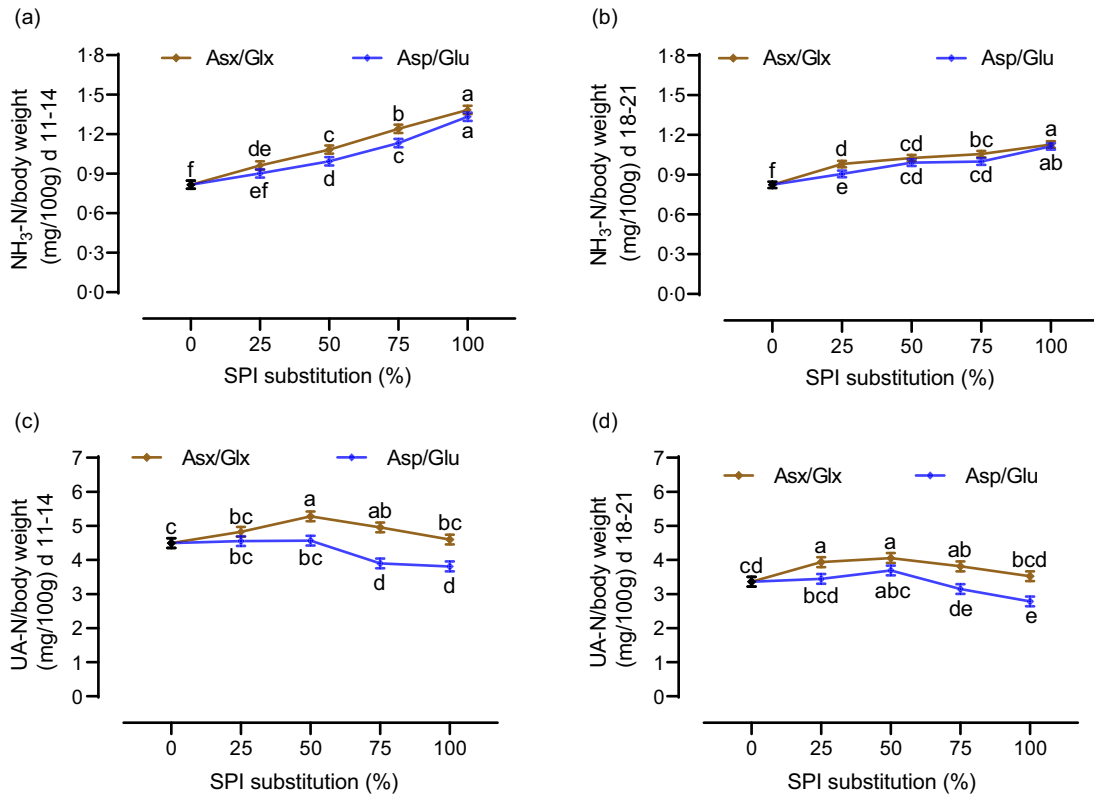 (a)
1·8
1·5
1·2
0·9
0·6
0·3
0·0
NH₃-N/body weight
(mg/100g) d 11-14
Asx/Glx
Asp/Glu
f
de
c
b
a
ef
d
c
a
0 25 50 75 100
SPI substitution (%)
(b)
1·8
1·5
1·2
0·9
0·6
0·3
0·0
NH₃-N/body weight
(mg/100g) d 18-21
Asx/Glx
Asp/Glu
f
d
cd
bc
a
e
cd
cd
ab
0 25 50 75 100
SPI substitution (%)
(c)
7
6
5
4
3
2
1
0
UA-N/body weight
(mg/100g) d 11-14
Asx/Glx
Asp/Glu
c
bc
a
ab
bc
bc
bc
d
d
0 25 50 75 100
SPI substitution (%)
(d)
7
6
5
4
3
2
1
0
UA-N/body weight
(mg/100g) d 18-21
Asx/Glx
Asp/Glu
cd
a
a
ab
bcd
bcd
abc
de
e
0 25 50 75 100
SPI substitution (%)